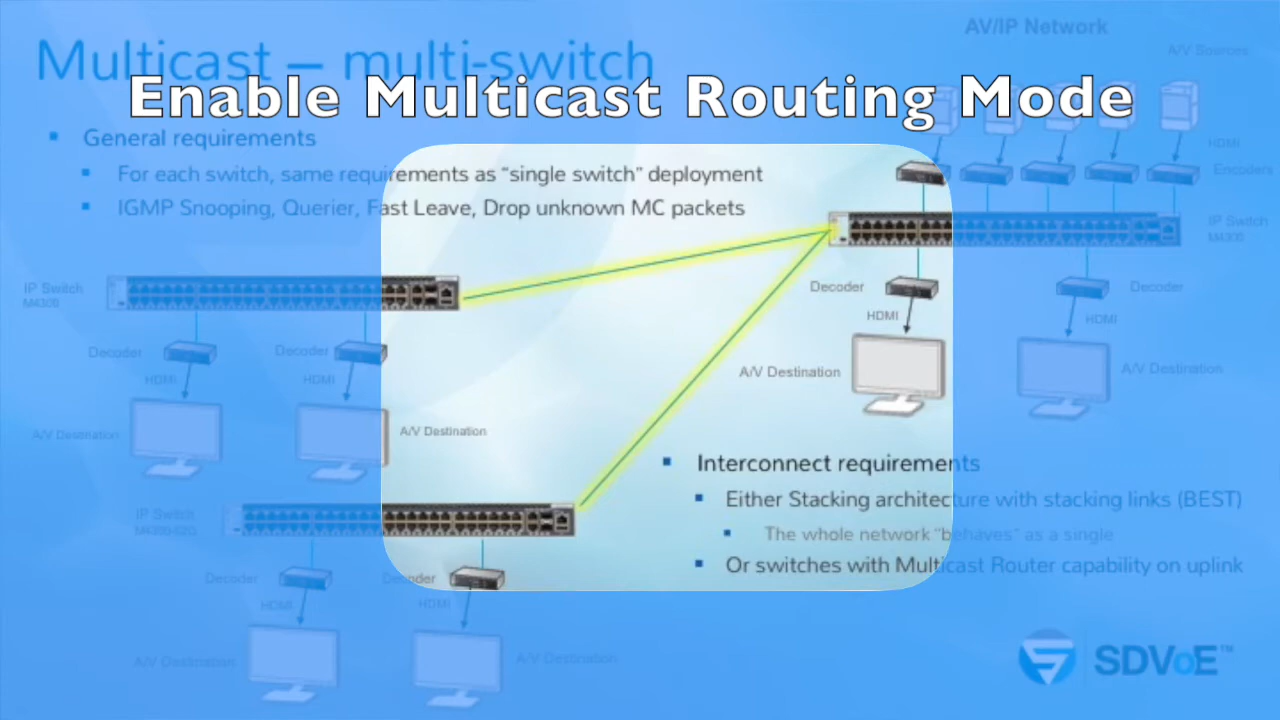 AV/IP Network
Multicast – multi-switch
A/V Sources
Enable Multicast Routing Mode
General requirements
HDMI
For each switch, same requirements as “single switch” deployment
Encoders
IGMP Snooping, Querier, Fast Leave, Drop unknown MC packets
IP Switch
M4300
IP Switch
M4300
Decoder
Decoder
HDMI
HDMI
Decoder
Decoder
HDMI
HDMI
A/V Destination
A/V Destination
A/V Destination
A/V Destination
Interconnect requirements
Either Stacking architecture with stacking links (BEST)
IP Switch
The whole network “behaves” as a single
Or switches with Multicast Router capability on uplink
Decoder
Decoder
HDMI
HDMI
A/V Destination
A/V Destination
SDVoE™